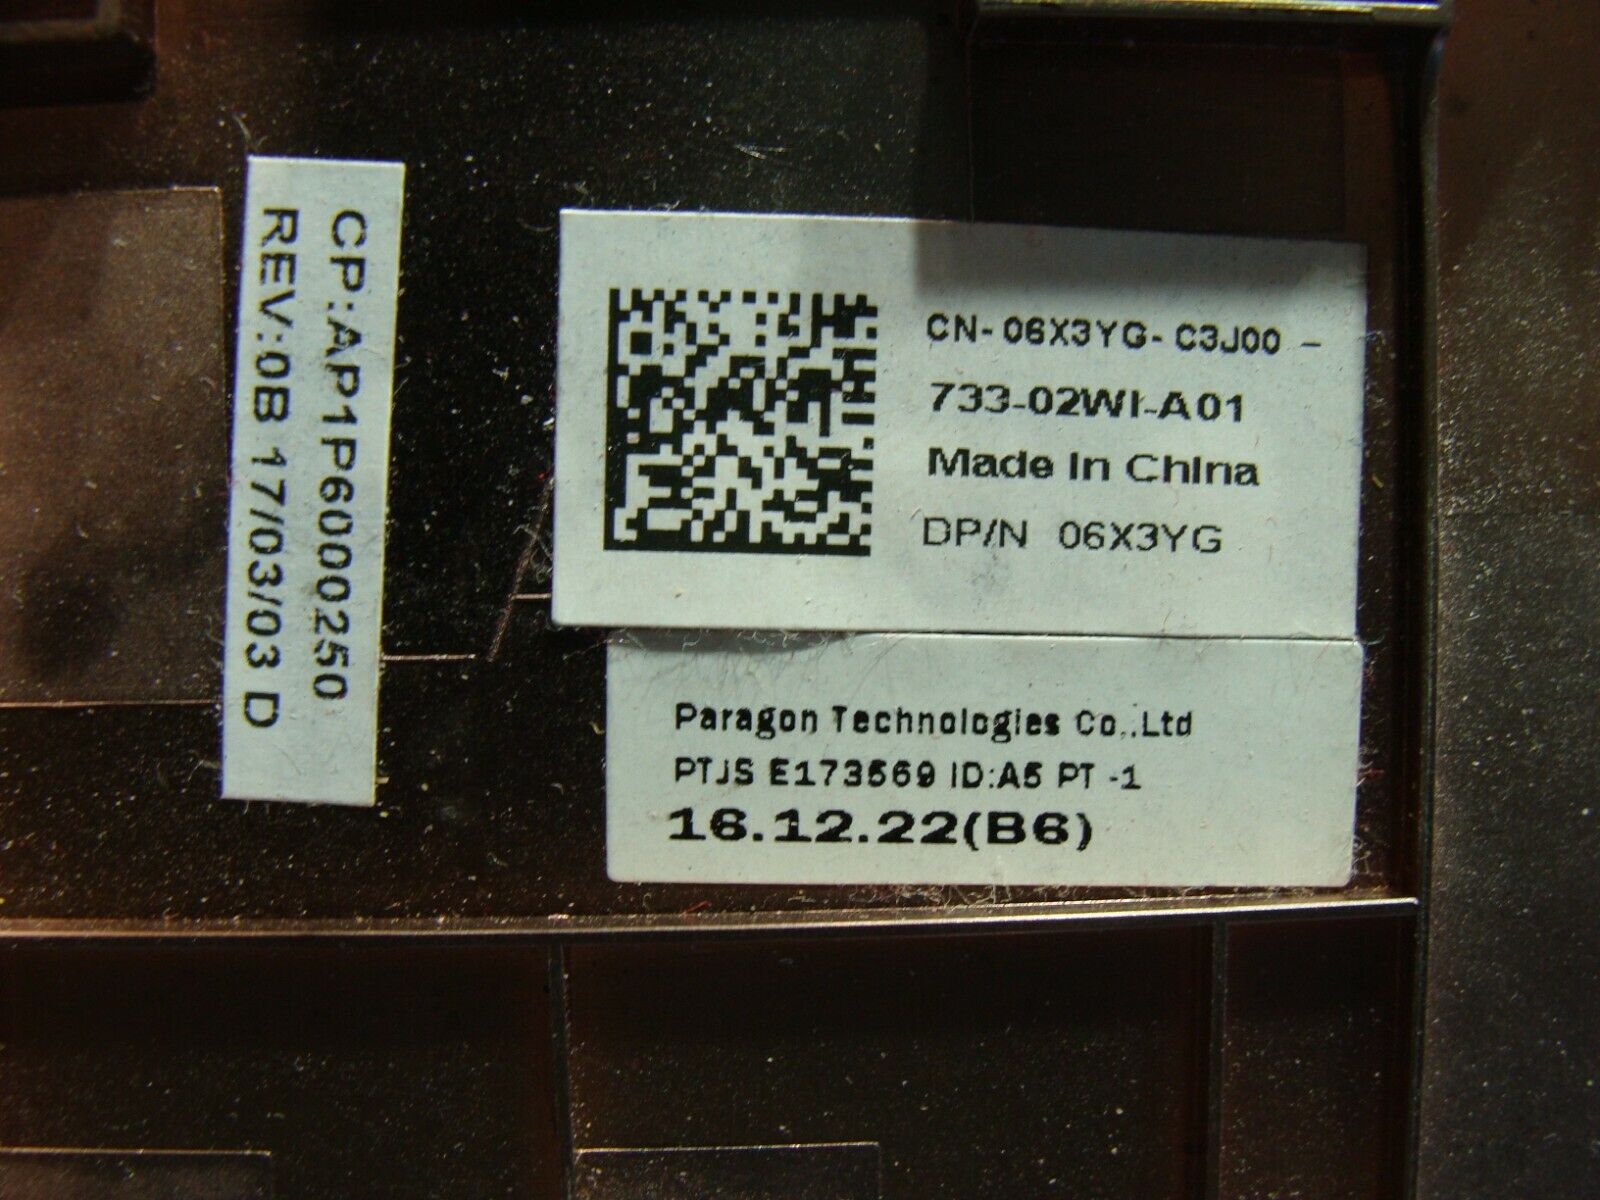 CP:AP1P6000250
REV:0B 17/03/03 D
CN- 06X3YG- C3J00 -
733-02WI-A01
Made In China
DP/N 06X3YG
Paragon Technologies Co.,Ltd
PTJS E173569 ID:A5 PT -1
16.12.22(B6)